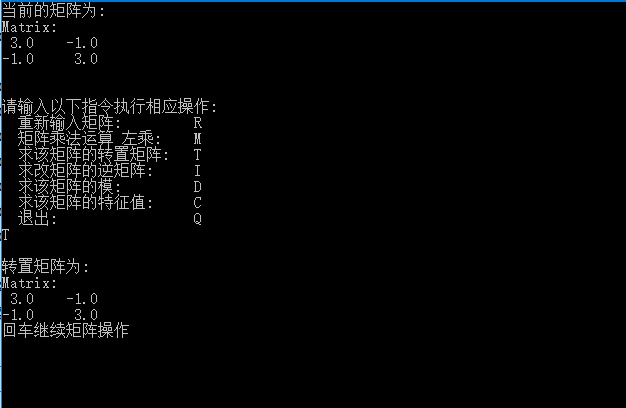 当前的矩阵为:
Matrix:
3.0 -1.0
-1.0 3.0
请输入以下指令执行相应操作:
重新输入矩阵: R
矩阵乘法运算 左乘: M
求该矩阵的转置矩阵: T
求改矩阵的逆矩阵: I
求该矩阵的模: D
求该矩阵的特征值: C
退出: Q
T
转置矩阵为:
Matrix:
3.0 -1.0
-1.0 3.0
回车继续矩阵操作